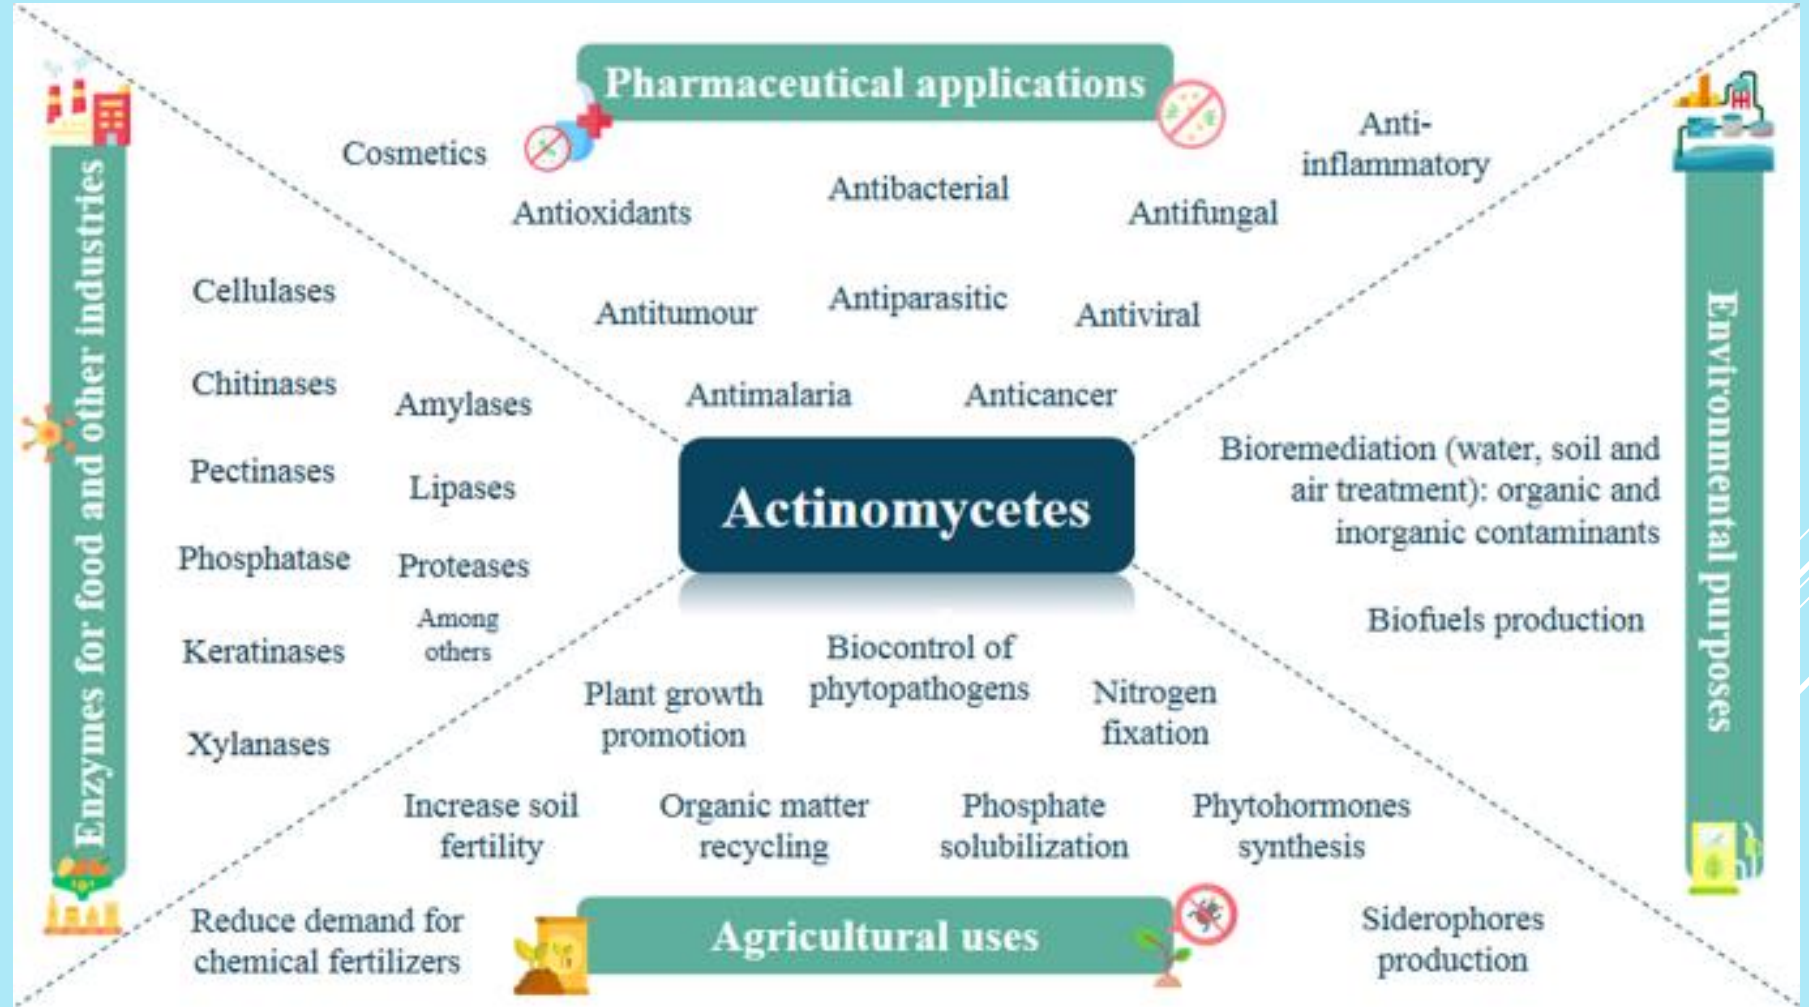 Pharmaceutical applications
Cosmetics
Antioxidants
Antibacterial
Antifungal
Anti-
inflammatory
Antitumour
Antiparasitic
Antiviral
Antimalaria
Anticancer
Enzymes for food and other industries
Cellulases
Chitinases
Amylases
Pectinases
Lipases
Phosphatase
Proteases
Among
others
Keratinases
Xylanases
Actinomycetes
Environmental purposes
Bioremediation (water, soil and
air treatment): organic and
inorganic contaminants
Biofuels production
Biocontrol of
phytopathogens
Plant growth
promotion
Nitrogen
fixation
Increase soil
fertility
Organic matter
recycling
Phosphate
solubilization
Phytohormones
synthesis
Reduce demand for
chemical fertilizers
Agricultural uses
Siderophores
production